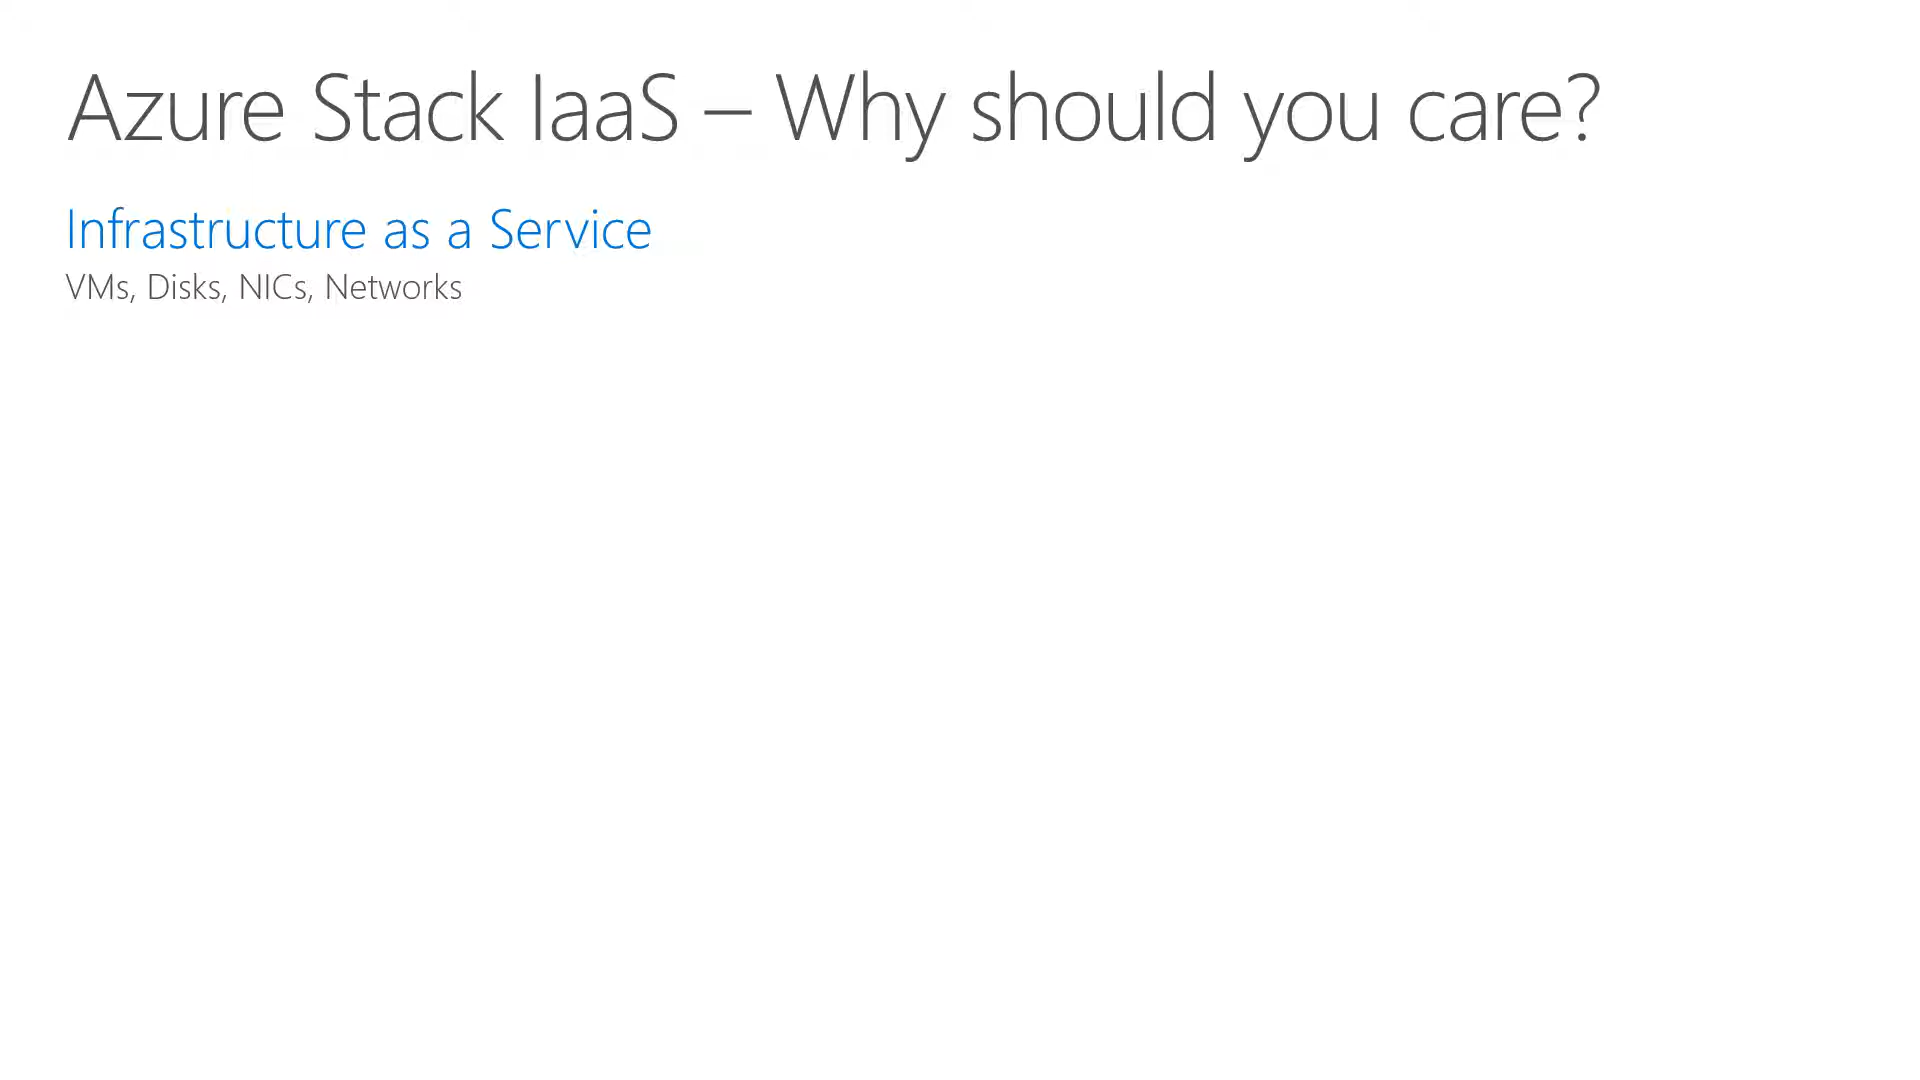 Azure Stack IaaS – Why should you care?
Infrastructure as a Service
VMs, Disks, NICs, Networks